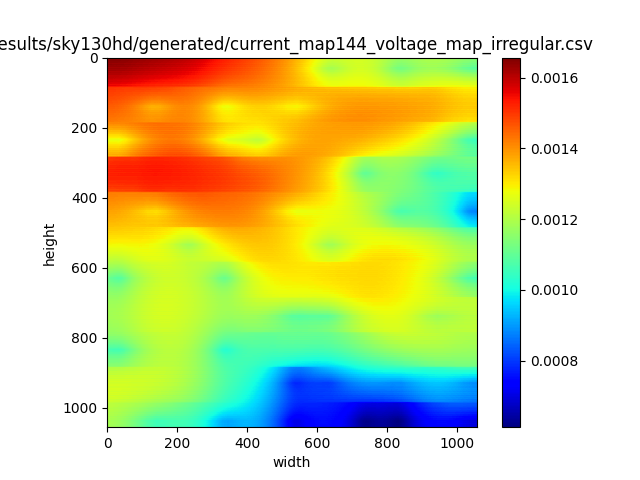 esults/sky130hd/generated/current_map144_voltage_map_irregular.csv
0
200
400
600
800
1000
height
0 200 400 600 800 1000
width
0.0016
0.0014
0.0012
0.0010
0.0008